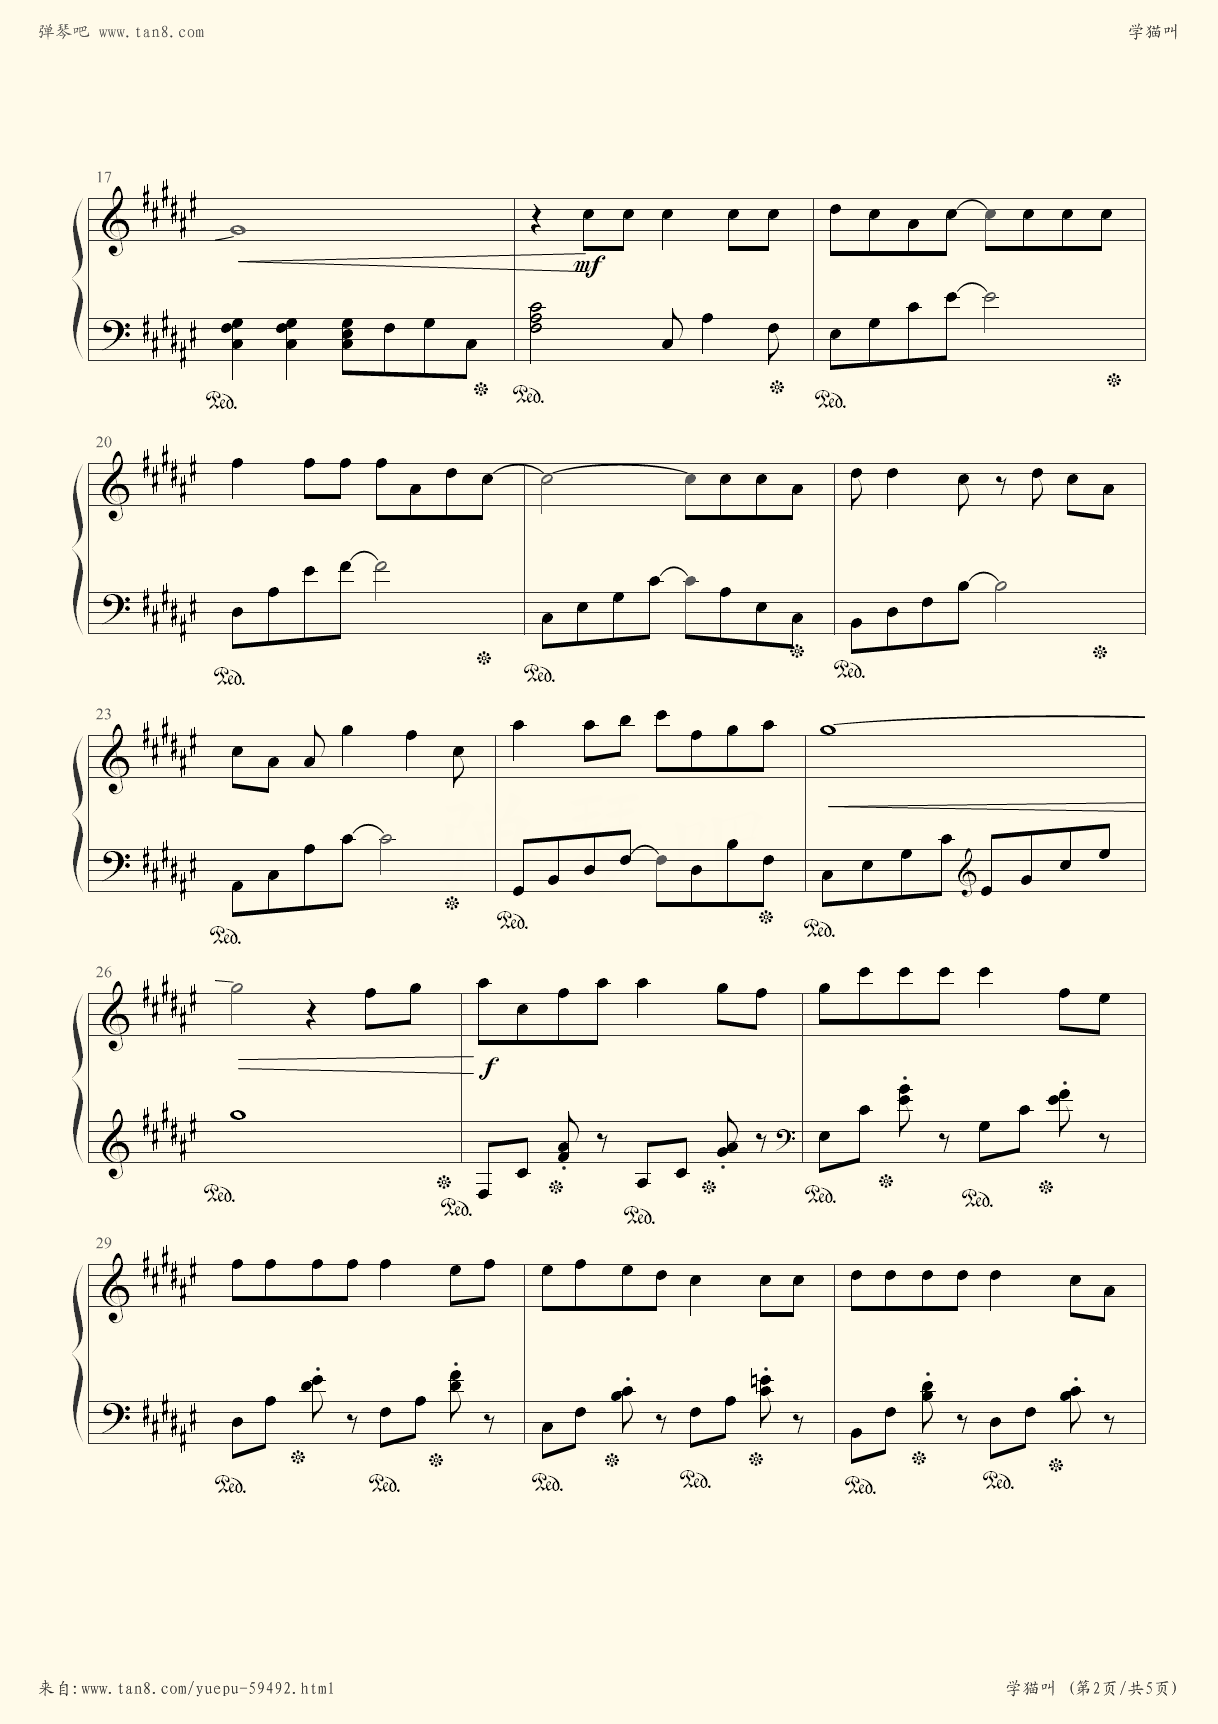 弹琴吧 www.tan8.com
学猫叫
17
mf
Ped. Ped. Ped.
20
Ped. Ped. Ped.
23
Ped. Ped. Ped.
26
f
Ped. Ped. Ped. Ped. Ped.
29
Ped. Ped. Ped. Ped. Ped. Ped.
来自:www.tan8.com/yuepu-59492.html
学猫叫 (第2页/共5页)